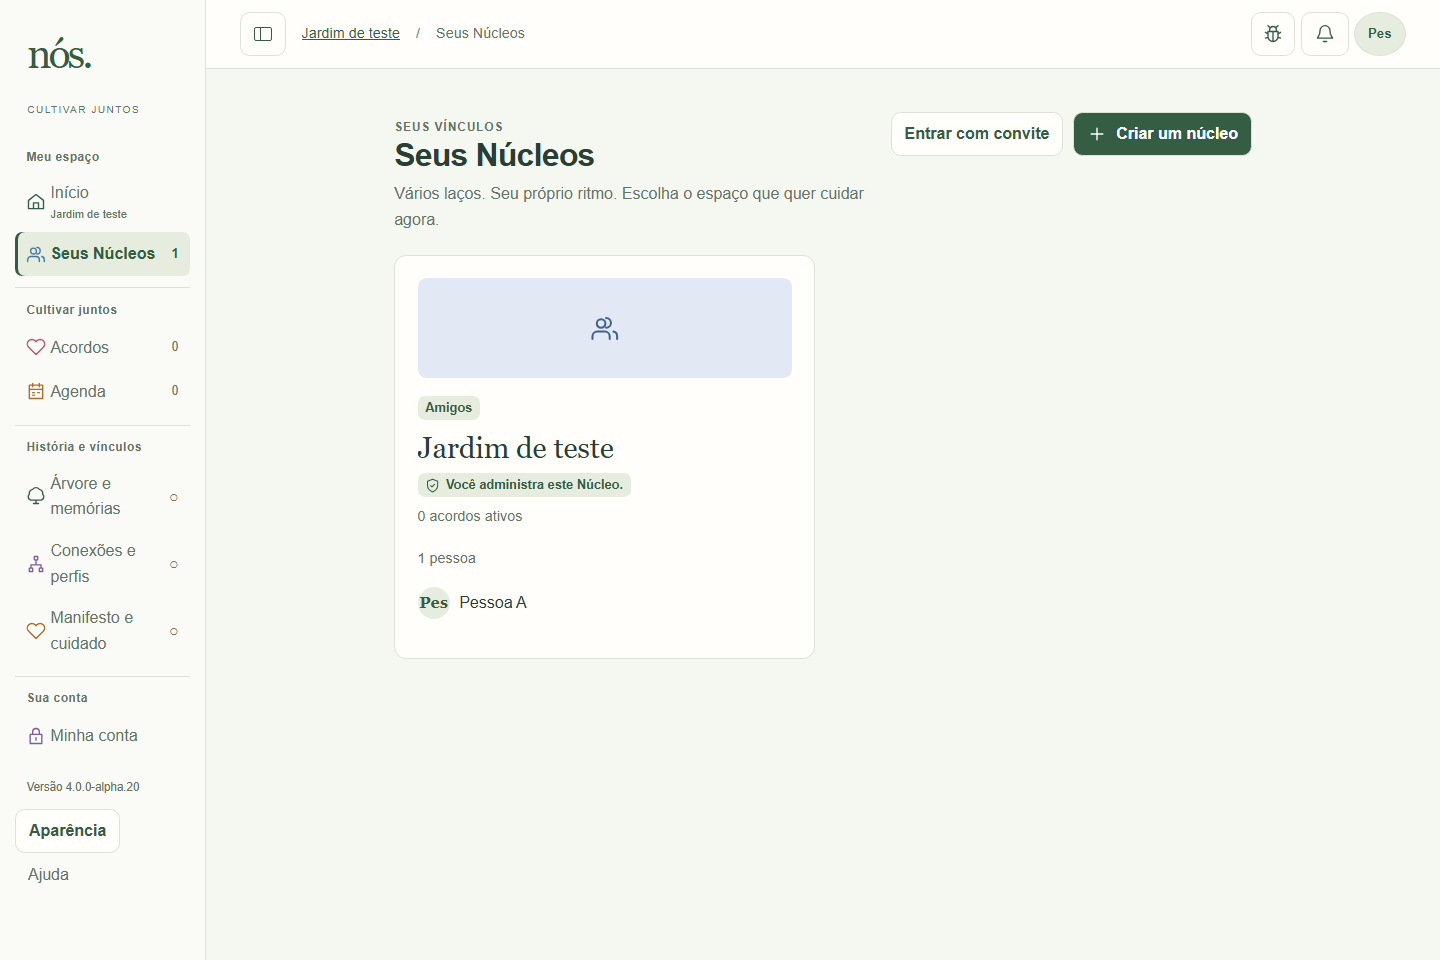 nós.
CULTIVAR JUNTOS
Meu espaço
Início
Jardim de teste
Seus Núcleos 1
Cultivar juntos
Acordos 0
Agenda 0
História e vínculos
Árvore e
memórias
Conexões e
perfis
Manifesto e
cuidado
Sua conta
Minha conta
Versão 4.0.0-alpha.20
Aparência
Ajuda
Jardim de teste / Seus Núcleos
Pes
SEUS VÍNCULOS
Seus Núcleos
Vários laços. Seu próprio ritmo. Escolha o espaço que quer cuidar
agora.
Entrar com convite
Criar um núcleo
Amigos
Jardim de teste
Você administra este Núcleo.
0 acordos ativos
1 pessoa
Pes Pessoa A